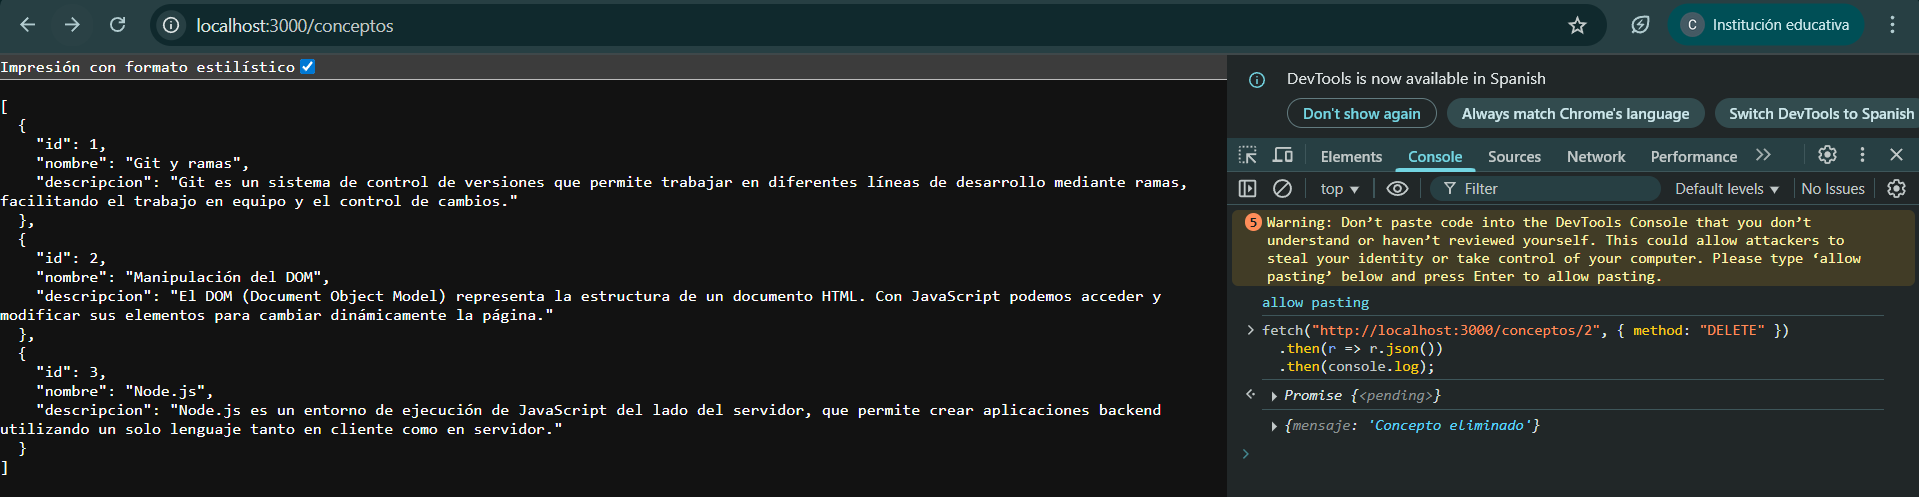 localhost:3000/conceptos
C Institución educativa
Impresión con formato estilístico
[
  {
    "id": 1,
    "nombre": "Git y ramas",
    "descripcion": "Git es un sistema de control de versiones que permite trabajar en diferentes líneas de desarrollo mediante ramas,
facilitando el trabajo en equipo y el control de cambios."
  },
  {
    "id": 2,
    "nombre": "Manipulación del DOM",
    "descripcion": "El DOM (Document Object Model) representa la estructura de un documento HTML. Con JavaScript podemos acceder y
modificar sus elementos para cambiar dinámicamente la página."
  },
  {
    "id": 3,
    "nombre": "Node.js",
    "descripcion": "Node.js es un entorno de ejecución de JavaScript del lado del servidor, que permite crear aplicaciones backend
utilizando un solo lenguaje tanto en cliente como en servidor."
  }
]
DevTools is now available in Spanish
Don't show again Always match Chrome's language Switch DevTools to Spanish
Elements Console Sources Network Performance
top Filter Default levels No Issues
5 Warning: Don’t paste code into the DevTools Console that you don’t
understand or haven’t reviewed yourself. This could allow attackers to
steal your identity or take control of your computer. Please type ‘allow
pasting’ below and press Enter to allow pasting.
allow pasting
fetch("http://localhost:3000/conceptos/2", { method: "DELETE" })
  .then(r => r.json())
  .then(console.log);
Promise {<pending>}
{mensaje: 'Concepto eliminado'}